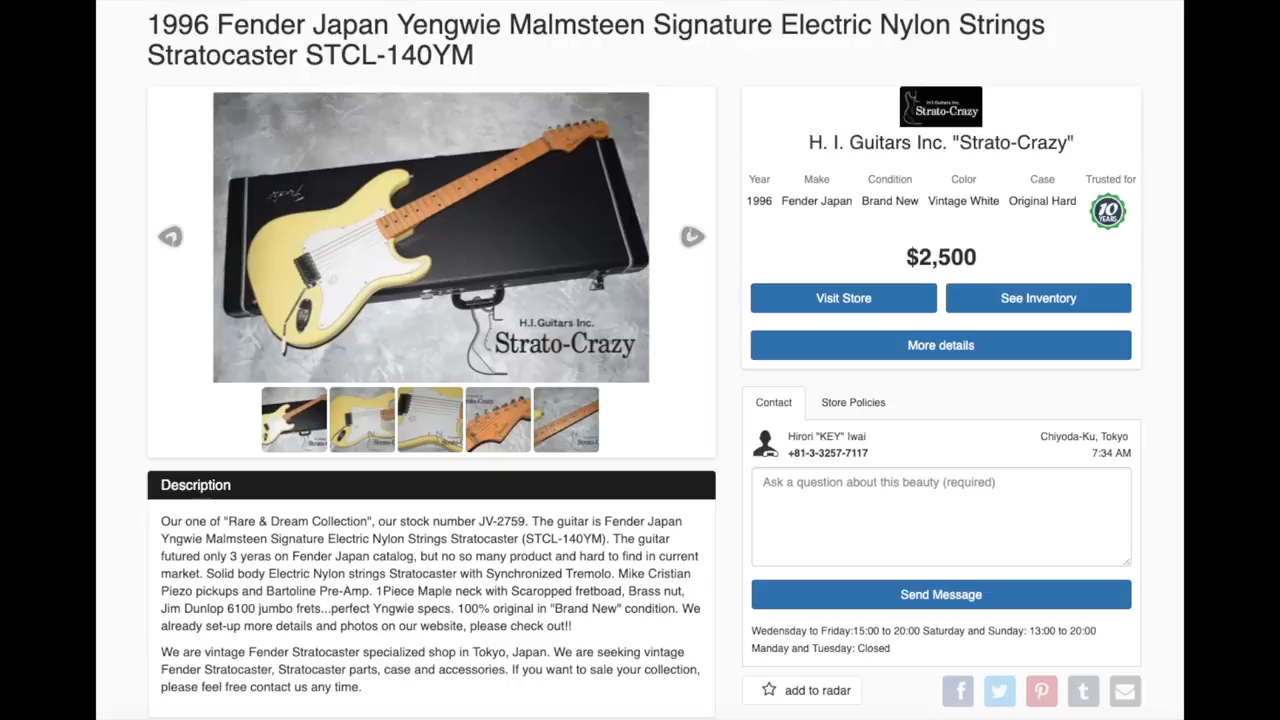 1996 Fender Japan Yengwie Malmsteen Signature Electric Nylon Strings
Stratocaster STCL-140YM
H.I.Guitars Inc.
Strato-Crazy
Description
Our one of "Rare & Dream Collection", our stock number JV-2759. The guitar is Fender Japan
Yngwie Malmsteen Signature Electric Nylon Strings Stratocaster (STCL-140YM). The guitar
futured only 3 yeras on Fender Japan catalog, but no so many product and hard to find in current
market. Solid body Electric Nylon strings Stratocaster with Synchronized Tremolo. Mike Cristian
Piezo pickups and Bartoline Pre-Amp. 1Piece Maple neck with Scaropped fretboad, Brass nut,
Jim Dunlop 6100 jumbo frets...perfect Yngwie specs. 100% original in "Brand New" condition. We
already set-up more details and photos on our website, please check out!!
We are vintage Fender Stratocaster specialized shop in Tokyo, Japan. We are seeking vintage
Fender Stratocaster, Stratocaster parts, case and accessories. If you want to sale your collection,
please feel free contact us any time.
H.I.Guitars Inc.
Strato-Crazy
H. I. Guitars Inc. "Strato-Crazy"
Year Make Condition Color Case Trusted for
1996 Fender Japan Brand New Vintage White Original Hard
10
YEARS
$2,500
Visit Store See Inventory
More details
Contact Store Policies
Hirori "KEY" Iwai Chiyoda-Ku, Tokyo
+81-3-3257-7117 7:34 AM
Ask a question about this beauty (required)
Send Message
Wedensday to Friday:15:00 to 20:00 Saturday and Sunday: 13:00 to 20:00
Manday and Tuesday: Closed
add to radar